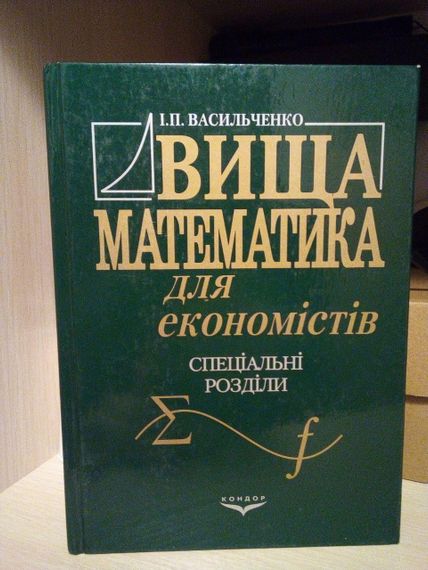 І.П. ВАСИЛЬЧЕНКО
ВИЩА
МАТЕМАТИКА
для
економістів
СПЕЦІАЛЬНІ
РОЗДІЛИ
Σ f
КОНДОР